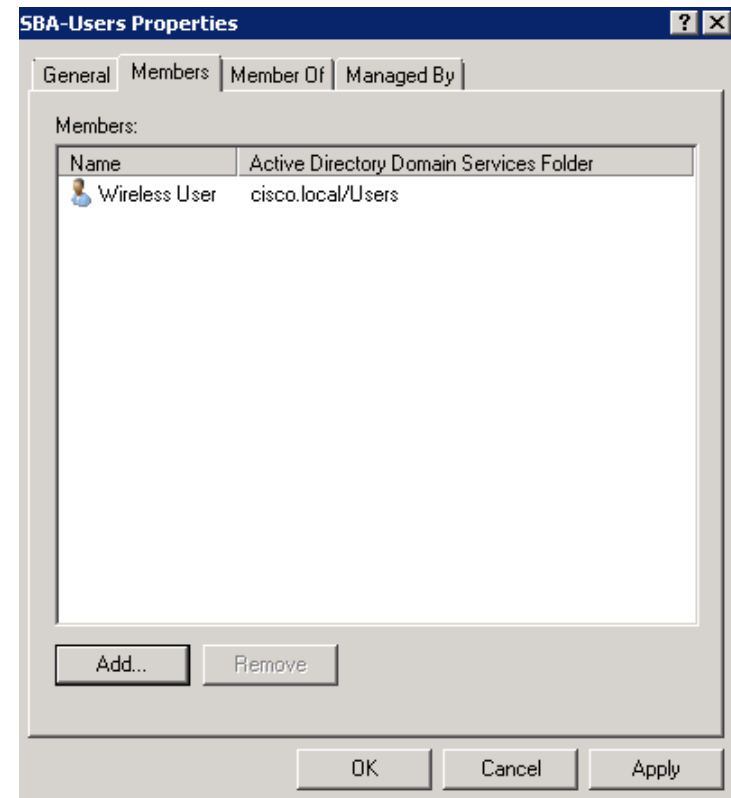 SBA-Users Properties
General Members Member Of Managed By
Members:
Name Active Directory Domain Services Folder
Wireless User cisco.local/Users
Add... Remove
OK Cancel Apply